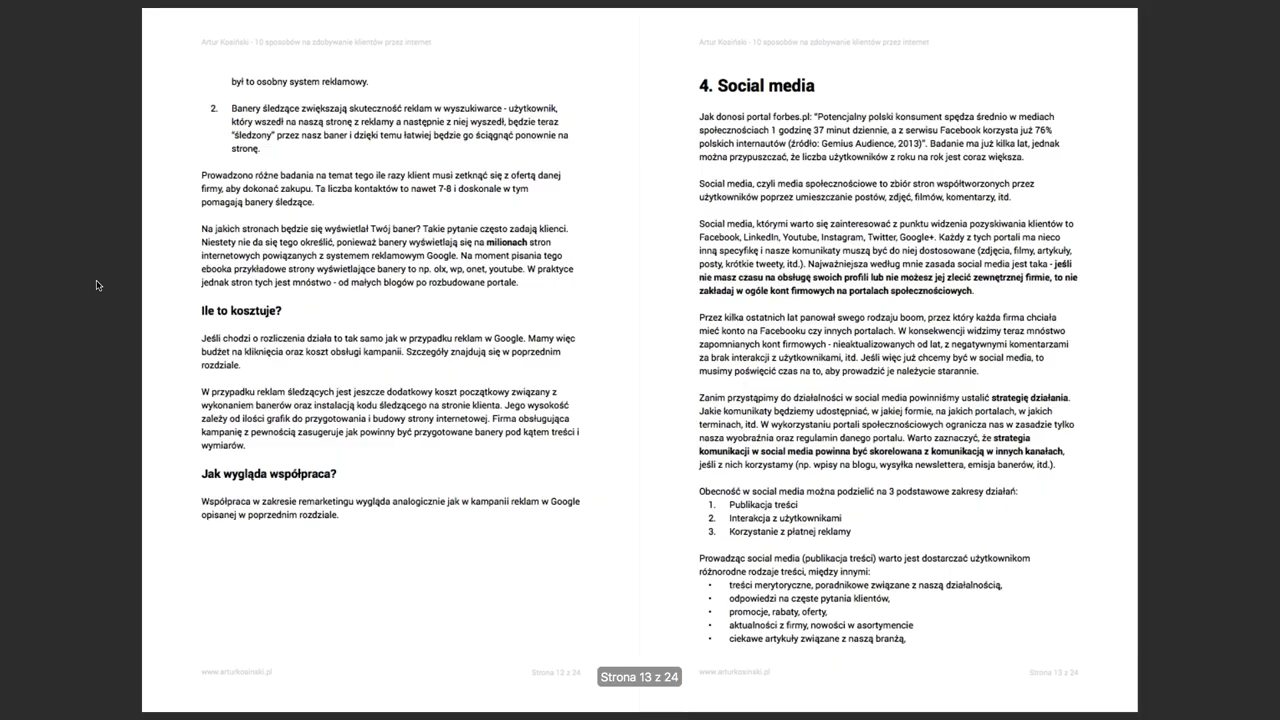 Artur Kosiński - 10 sposobów na zdobywanie klientów przez internet
był to osobny system reklamowy.
2. Banery śledzące zwiększają skuteczność reklam w wyszukiwarce - użytkownik,
który wszedł na naszą stronę z reklamy a następnie z niej wyszedł, będzie teraz
"śledzony" przez nasz baner i dzięki temu łatwiej będzie go ściągnąć ponownie na
stronę.
Prowadzono różne badania na temat tego ile razy klient musi zetknąć się z ofertą danej
firmy, aby dokonać zakupu. Ta liczba kontaktów to nawet 7-8 i doskonale w tym
pomagają banery śledzące.
Na jakich stronach będzie się wyświetlał Twój baner? Takie pytanie często zadają klienci.
Niestety nie da się tego określić, ponieważ banery wyświetlają się na milionach stron
internetowych powiązanych z systemem reklamowym Google. Na moment pisania tego
ebooka przykładowe strony wyświetlające banery to np. olx, wp, onet, youtube. W praktyce
jednak stron tych jest mnóstwo - od małych blogów po rozbudowane portale.
Ile to kosztuje?
Jeśli chodzi o rozliczenia działa to tak samo jak w przypadku reklam w Google. Mamy więc
budżet na kliknięcia oraz koszt obsługi kampanii. Szczegóły znajdują się w poprzednim
rozdziale.
W przypadku reklam śledzących jest jeszcze dodatkowy koszt początkowy związany z
wykonaniem banerów oraz instalacją kodu śledzącego na stronie klienta. Jego wysokość
zależy od ilości grafik do przygotowania i budowy strony internetowej. Firma obsługująca
kampanię z pewnością zasugeruje jak powinny być przygotowane banery pod kątem treści i
wymiarów.
Jak wygląda współpraca?
Współpraca w zakresie remarketingu wygląda analogicznie jak w kampanii reklam w Google
opisanej w poprzednim rozdziale.
www.arturkosinski.pl
Strona 12 z 24
Artur Kosiński - 10 sposobów na zdobywanie klientów przez internet
4. Social media
Jak donosi portal forbes.pl: "Potencjalny polski konsument spędza średnio w mediach
społecznościach 1 godzinę 37 minut dziennie, a z serwisu Facebook korzysta już 76%
polskich internautów (źródło: Gemius Audience, 2013)". Badanie ma już kilka lat, jednak
można przypuszczać, że liczba użytkowników z roku na rok jest coraz większa.
Social media, czyli media społecznościowe to zbiór stron współtworzonych przez
użytkowników poprzez umieszczanie postów, zdjęć, filmów, komentarzy, itd.
Social media, którymi warto się zainteresować z punktu widzenia pozyskiwania klientów to
Facebook, LinkedIn, Youtube, Instagram, Twitter, Google+. Każdy z tych portali ma nieco
inną specyfikę i nasze komunikaty muszą być do niej dostosowane (zdjęcia, filmy, artykuły,
posty, krótkie tweety, itd.). Najważniejsza według mnie zasada social media jest taka - jeśli
nie masz czasu na obsługę swoich profili lub nie możesz jej zlecić zewnętrznej firmie, to nie
zakładaj w ogóle kont firmowych na portalach społecznościowych.
Przez kilka ostatnich lat panował swego rodzaju boom, przez który każda firma chciała
mieć konto na Facebooku czy innych portalach. W konsekwencji widzimy teraz mnóstwo
zapomnianych kont firmowych - nieaktualizowanych od lat, z negatywnymi komentarzami
za brak interakcji z użytkownikami, itd. Jeśli więc już chcemy być w social media, to
musimy poświęcić czas na to, aby prowadzić je należycie starannie.
Zanim przystąpimy do działalności w social media powinniśmy ustalić strategię działania.
Jakie komunikaty będziemy udostępniać, w jakiej formie, na jakich portalach, w jakich
terminach, itd. W wykorzystaniu portali społecznościowych ogranicza nas w zasadzie tylko
nasza wyobraźnia oraz regulamin danego portalu. Warto zaznaczyć, że strategia
komunikacji w social media powinna być skorelowana z komunikacją w innych kanałach,
jeśli z nich korzystamy (np. wpisy na blogu, wysyłka newslettera, emisja banerów, itd.).
Obecność w social media można podzielić na 3 podstawowe zakresy działań:
1. Publikacja treści
2. Interakcja z użytkownikami
3. Korzystanie z płatnej reklamy
Prowadząc social media (publikacja treści) warto jest dostarczać użytkownikom
różnorodne rodzaje treści, między innymi:
• treści merytoryczne, poradnikowe związane z naszą działalnością,
• odpowiedzi na częste pytania klientów,
• promocje, rabaty, oferty,
• aktualności z firmy, nowości w asortymencie
• ciekawe artykuły związane z naszą branżą,
www.arturkosinski.pl
Strona 13 z 24
Strona 13 z 24